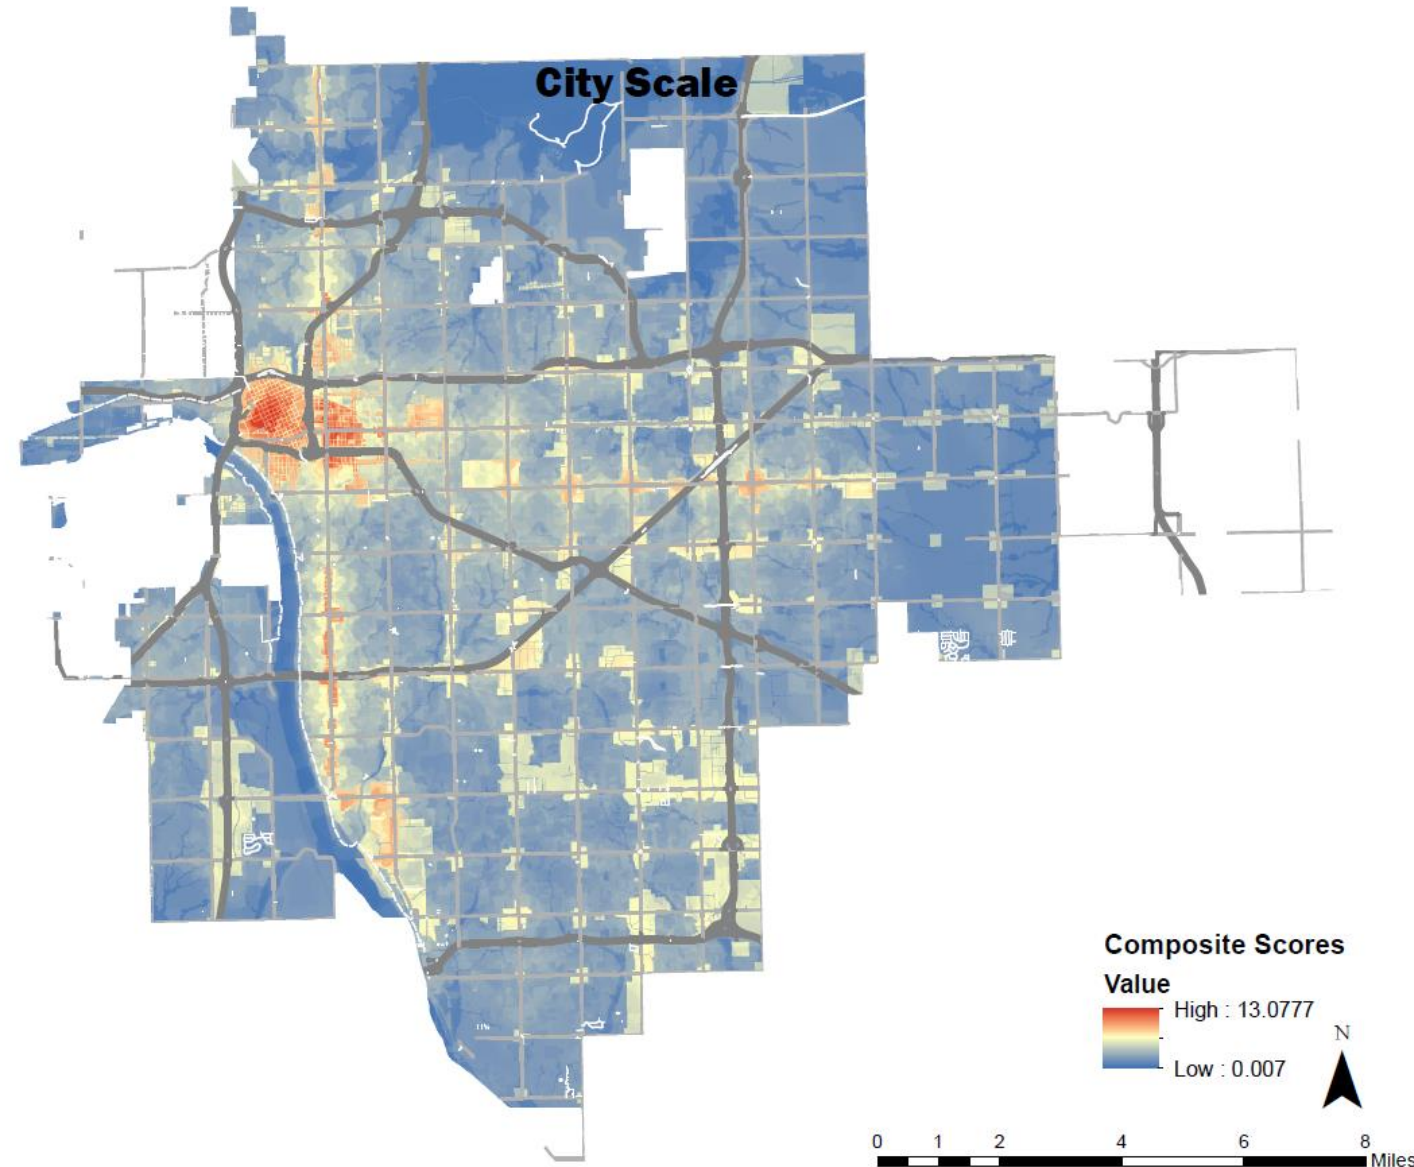 City Scale
Composite Scores
Value
High : 13.0777
Low : 0.007
N
0 1 2 4 6 8
Miles